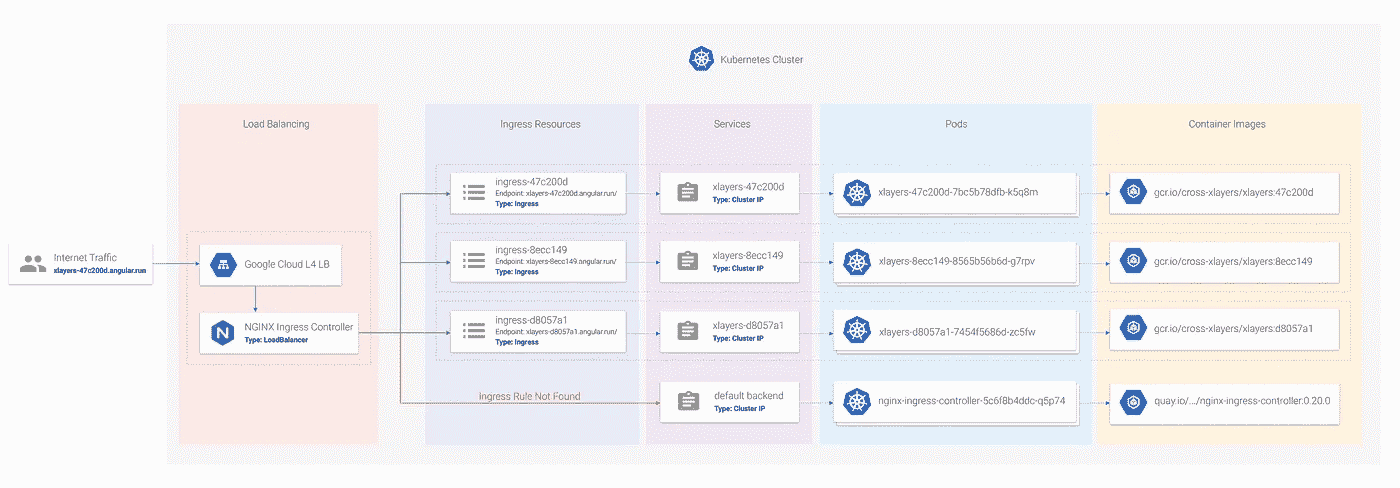 Kubernetes Cluster
Load Balancing
Ingress Resources
Services
Pods
Container Images
Internet Traffic
xlayers-47c200d.angular.run
Google Cloud L4 LB
NGINX Ingress Controller
Type: LoadBalancer
ingress-47c200d
Endpoint: xlayers-47c200d.angular.run/
Type: Ingress
xlayers-47c200d
Type: Cluster IP
xlayers-47c200d-7bc5b78dfb-k5q8m
gcr.io/cross-xlayers/xlayers:47c200d
ingress-8ecc149
Endpoint: xlayers-8ecc149.angular.run/
Type: Ingress
xlayers-8ecc149
Type: Cluster IP
xlayers-8ecc149-8565b56b6d-g7rpv
gcr.io/cross-xlayers/xlayers:8ecc149
ingress-d8057a1
Endpoint: xlayers-d8057a1.angular.run/
Type: Ingress
xlayers-d8057a1
Type: Cluster IP
xlayers-d8057a1-7454f5686d-zc5fw
gcr.io/cross-xlayers/xlayers:d8057a1
Ingress Rule Not Found
default backend
Type: Cluster IP
nginx-ingress-controller-5c6f8b4ddc-q5p74
quay.io/.../nginx-ingress-controller:0.20.0